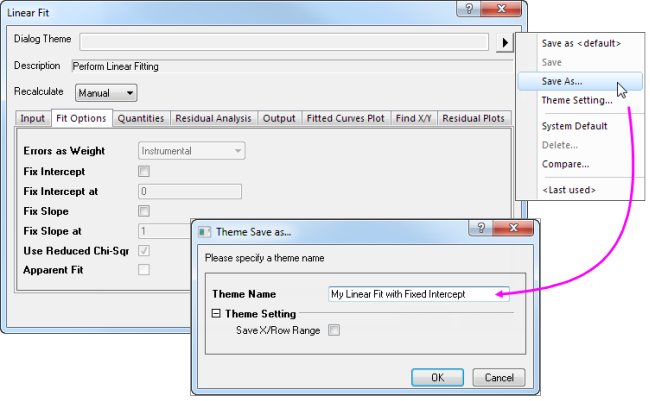 Linear Fit
Dialog Theme
Description Perform Linear Fitting
Recalculate Manual
Input Fit Options Quantities Residual Analysis Output Fitted Curves Plot Find X/Y Residual Plots
Errors as Weight Instrumental
Fix Intercept
Fix Intercept at 0
Fix Slope
Fix Slope at 1
Use Reduced Chi-Sqr
Apparent Fit
Save as <default>
Save
Save As...
Theme Setting...
System Default
Delete...
Compare...
<Last used>
Theme Save as...
Please specify a theme name
Theme Name My Linear Fit with Fixed Intercept
Theme Setting
Save X/Row Range
OK Cancel